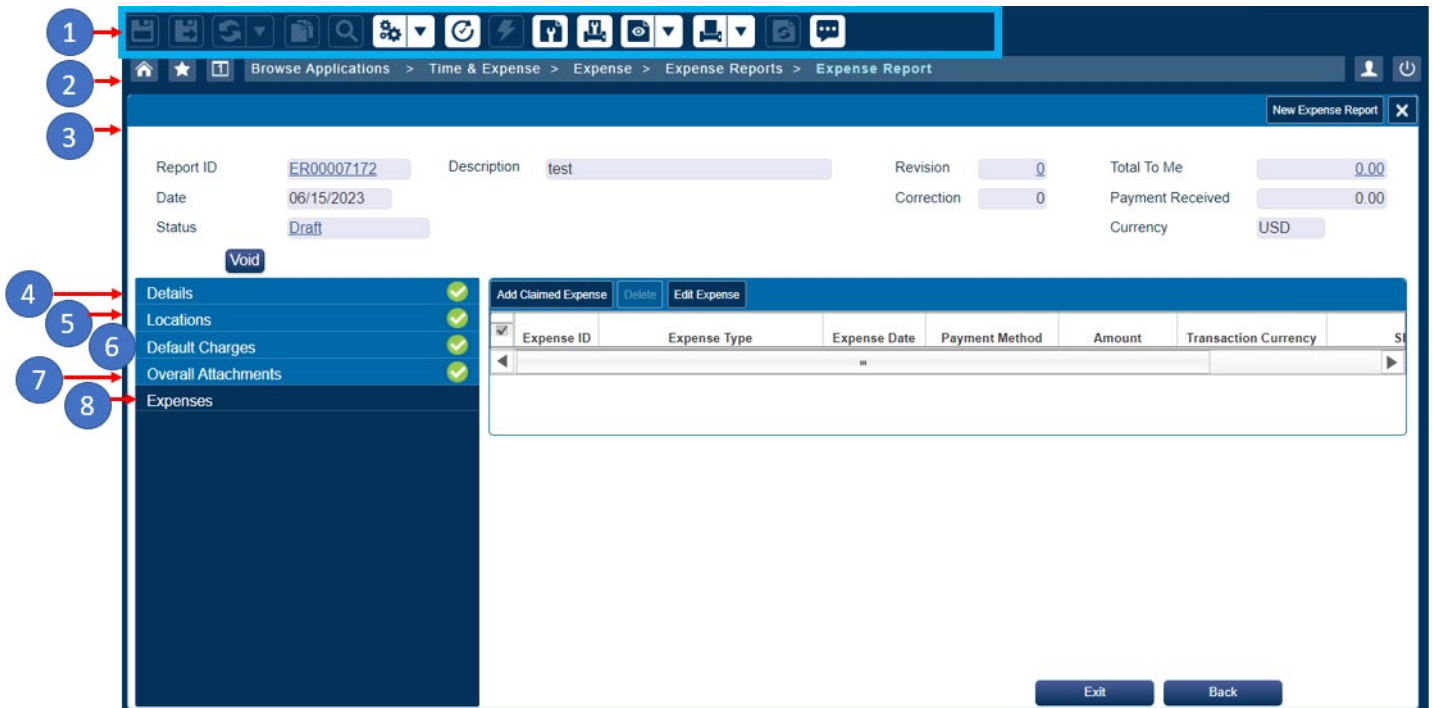 1
1
2
Browse Applications > Time & Expense > Expense > Expense Reports > Expense Report
3
New Expense Report X
Report ID ER00007172 Description test Revision 0 Total To Me 0.00
Date 06/15/2023 Correction 0 Payment Received 0.00
Status Draft Currency USD
Void
4 Details
Add Claimed Expense Delete Edit Expense
5 Locations
Expense ID Expense Type Expense Date Payment Method Amount Transaction Currency
6 Default Charges
7 Overall Attachments
8 Expenses
Exit Back